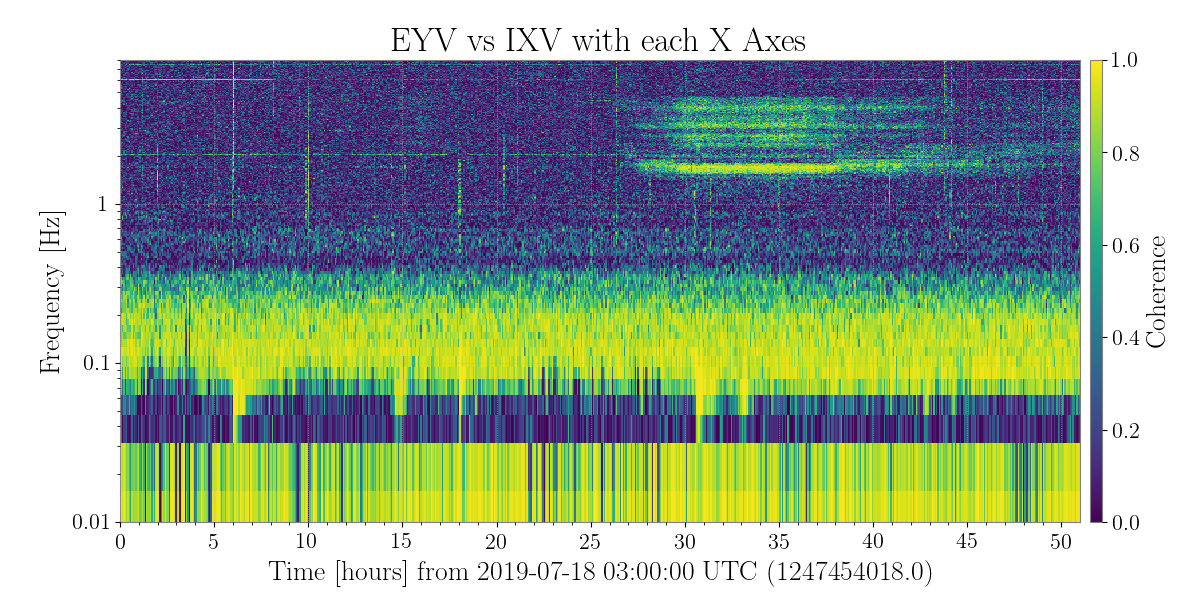 EYV vs IXV with each X Axes
Frequency [Hz]
1
0.1
0.01
0 5 10 15 20 25 30 35 40 45 50
Time [hours] from 2019-07-18 03:00:00 UTC (1247454018.0)
1.0
0.8
0.6
0.4
0.2
0.0
Coherence